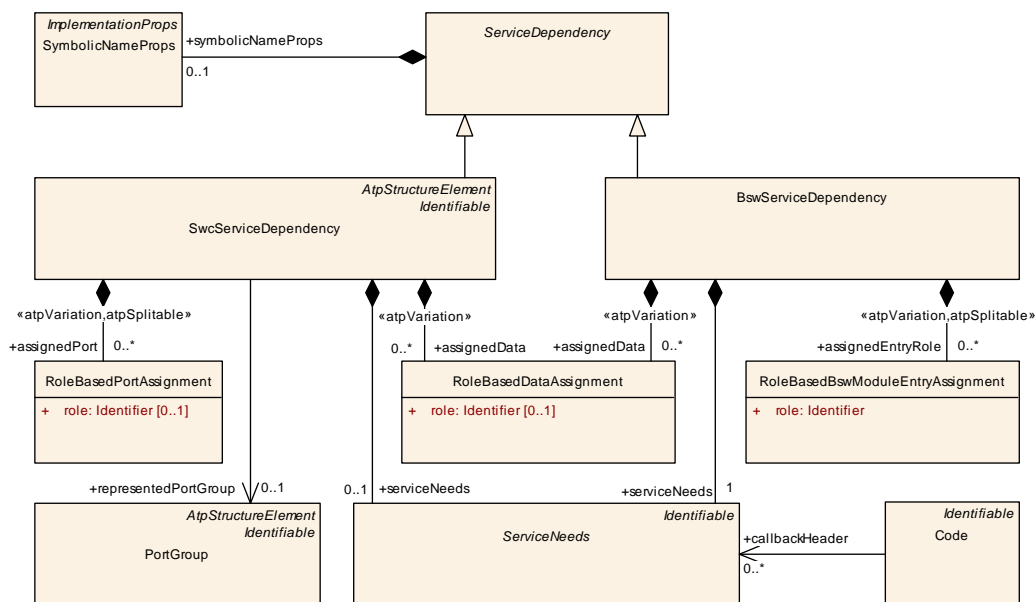 ImplementationProps
SymbolicNameProps
+symbolicNameProps
0..1
ServiceDependency
AtpStructureElement
Identifiable
SwcServiceDependency
BswServiceDependency
«atpVariation,atpSplitable»
+assignedPort
0..*
«atpVariation»
0..*
+assignedData
«atpVariation»
+assignedData
0..*
«atpVariation,atpSplitable»
+assignedEntryRole
0..*
RoleBasedPortAssignment
+ role: Identifier [0..1]
RoleBasedDataAssignment
+ role: Identifier [0..1]
RoleBasedBswModuleEntryAssignment
+ role: Identifier
+representedPortGroup
0..1
0..1
+serviceNeeds
+serviceNeeds
1
AtpStructureElement
Identifiable
PortGroup
Identifiable
ServiceNeeds
+callbackHeader
0..*
Identifiable
Code